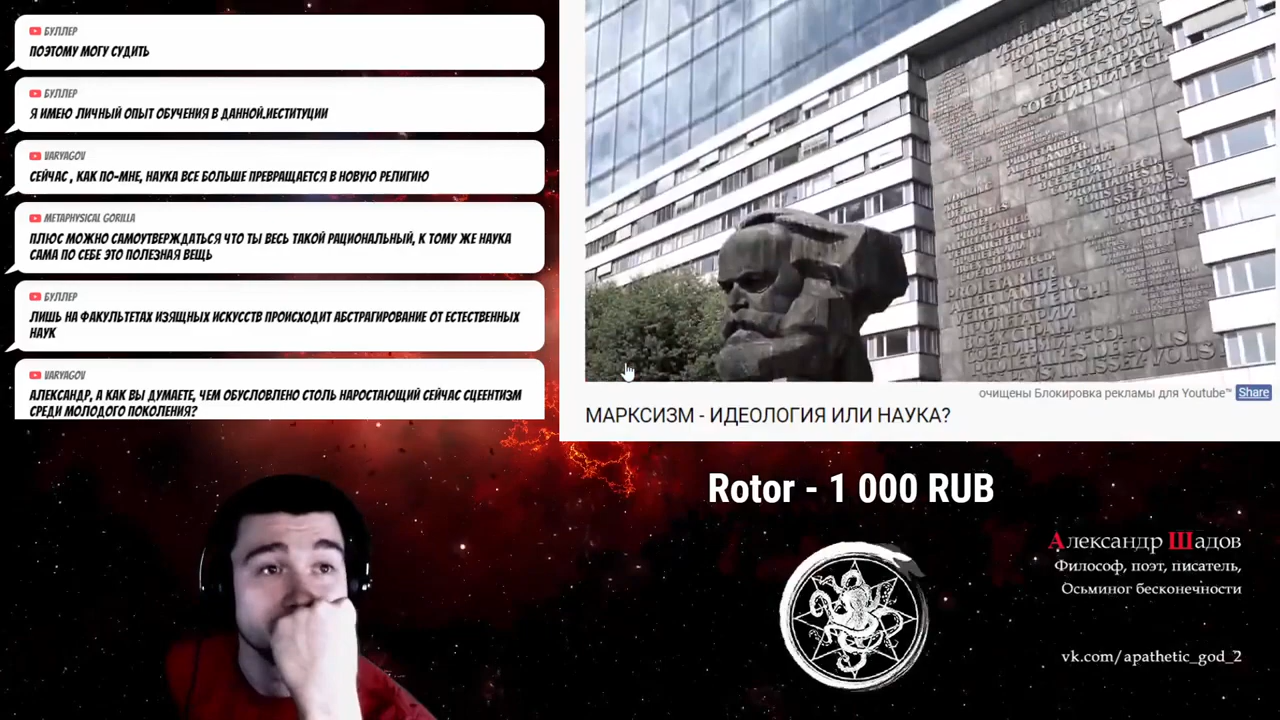 БУЛЛЕР
ПОЭТОМУ МОГУ СУДИТЬ
БУЛЛЕР
Я ИМЕЮ ЛИЧНЫЙ ОПЫТ ОБУЧЕНИЯ В ДАННОЙ.ИЕСТИТУЦИИ
VARYAGOV
СЕЙЧАС , КАК ПО-МНЕ, НАУКА ВСЕ БОЛЬШЕ ПРЕВРАЩАЕТСЯ В НОВУЮ РЕЛИГИЮ
METAPHYSICAL GORILLA
ПЛЮС МОЖНО САМОУТВЕРЖДАТЬСЯ ЧТО ТЫ ВЕСЬ ТАКОЙ РАЦИОНАЛЬНЫЙ, К ТОМУ ЖЕ НАУКА
САМА ПО СЕБЕ ЭТО ПОЛЕЗНАЯ ВЕЩЬ
БУЛЛЕР
ЛИШЬ НА ФАКУЛЬТЕТАХ ИЗЯЩНЫХ ИСКУССТВ ПРОИСХОДИТ АБСТРАГИРОВАНИЕ ОТ ЕСТЕСТВЕННЫХ
НАУК
VARYAGOV
АЛЕКСАНДР, А КАК ВЫ ДУМАЕТЕ, ЧЕМ ОБУСЛОВЛЕНО СТОЛЬ НАРОСТАЮЩИЙ СЕЙЧАС СЦЕЕНТИЗМ
СРЕДИ МОЛОДОГО ПОКОЛЕНИЯ?
СОЕДИНЯЙТЕСЬ
PROLETARIER
очищены Блокировка рекламы для Youtube™ Share
МАРКСИЗМ - ИДЕОЛОГИЯ ИЛИ НАУКА?
Rotor - 1 000 RUB
Александр Шадов
Философ, поэт, писатель,
Осьминог бесконечности
vk.com/apathetic_god_2